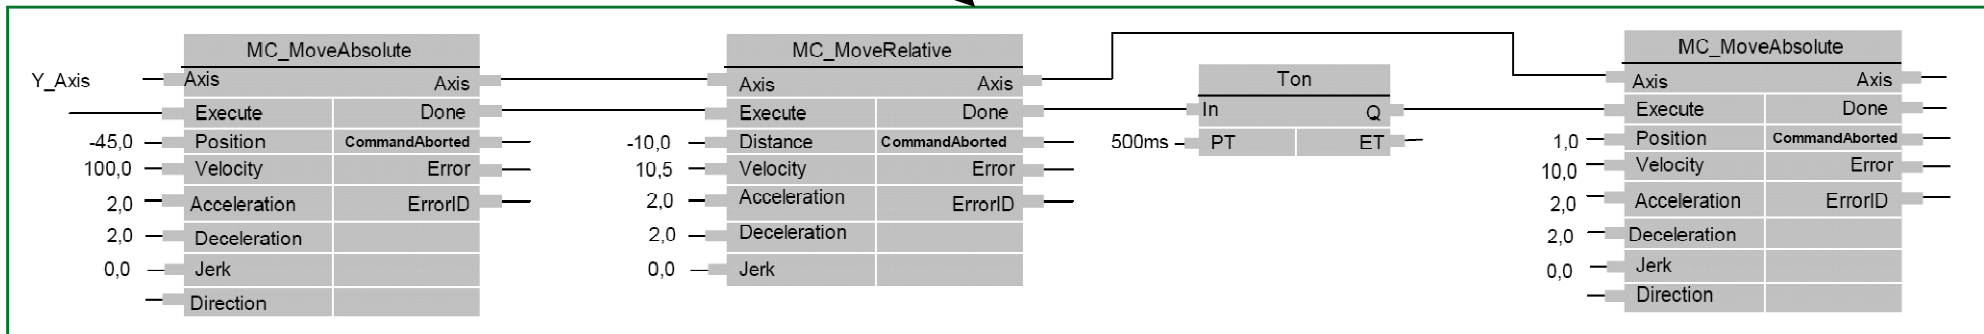 MC_MoveAbsolute
Y_Axis Axis Axis
Execute Done
-45,0 Position CommandAborted
100,0 Velocity Error
2,0 Acceleration ErrorID
2,0 Deceleration
0,0 Jerk
Direction
MC_MoveRelative
Axis Axis
Execute Done
-10,0 Distance CommandAborted
10,5 Velocity Error
2,0 Acceleration ErrorID
2,0 Deceleration
0,0 Jerk
Ton
In Q
500ms PT ET
MC_MoveAbsolute
Axis Axis
Execute Done
1,0 Position CommandAborted
10,0 Velocity Error
2,0 Acceleration ErrorID
2,0 Deceleration
0,0 Jerk
Direction